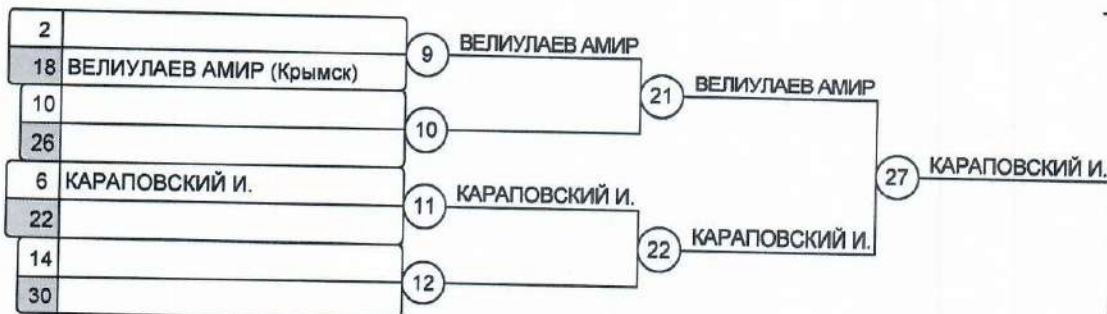 2
9 ВЕЛИУЛАЕВ АМИР
18 ВЕЛИУЛАЕВ АМИР (Крымск)
21 ВЕЛИУЛАЕВ АМИР
10
10
26
27 КАРАПОВСКИЙ И.
6 КАРАПОВСКИЙ И.
11 КАРАПОВСКИЙ И.
22
22 КАРАПОВСКИЙ И.
14
12
30